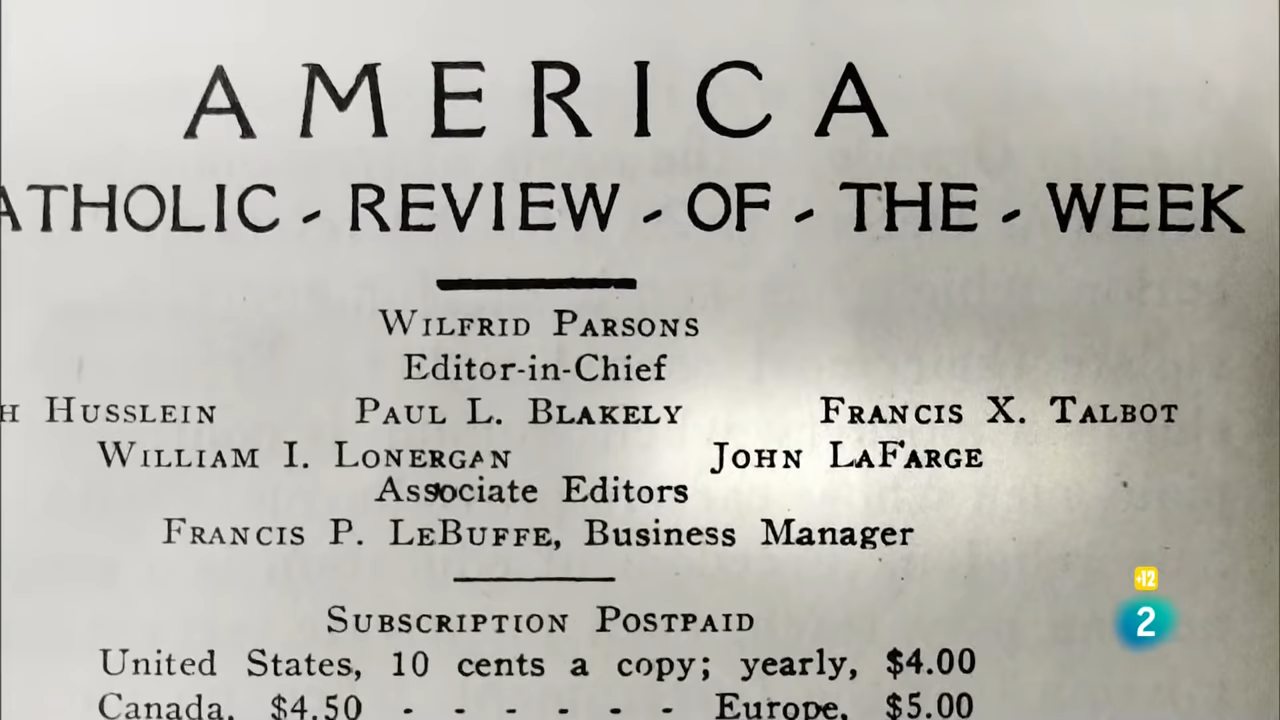 AMERICA
ATHOLIC - REVIEW - OF - THE - WEEK
WILFRID PARSONS
Editor-in-Chief
H HUSSLEIN PAUL L. BLAKELY FRANCIS X. TALBOT
WILLIAM I. LONERGAN JOHN LAFARGE
Associate Editors
FRANCIS P. LEBUFFE, Business Manager
SUBSCRIPTION POSTPAID
United States, 10 cents a copy; yearly, $4.00
Canada, $4.50 - - - - - - Europe, $5.00
+12
2